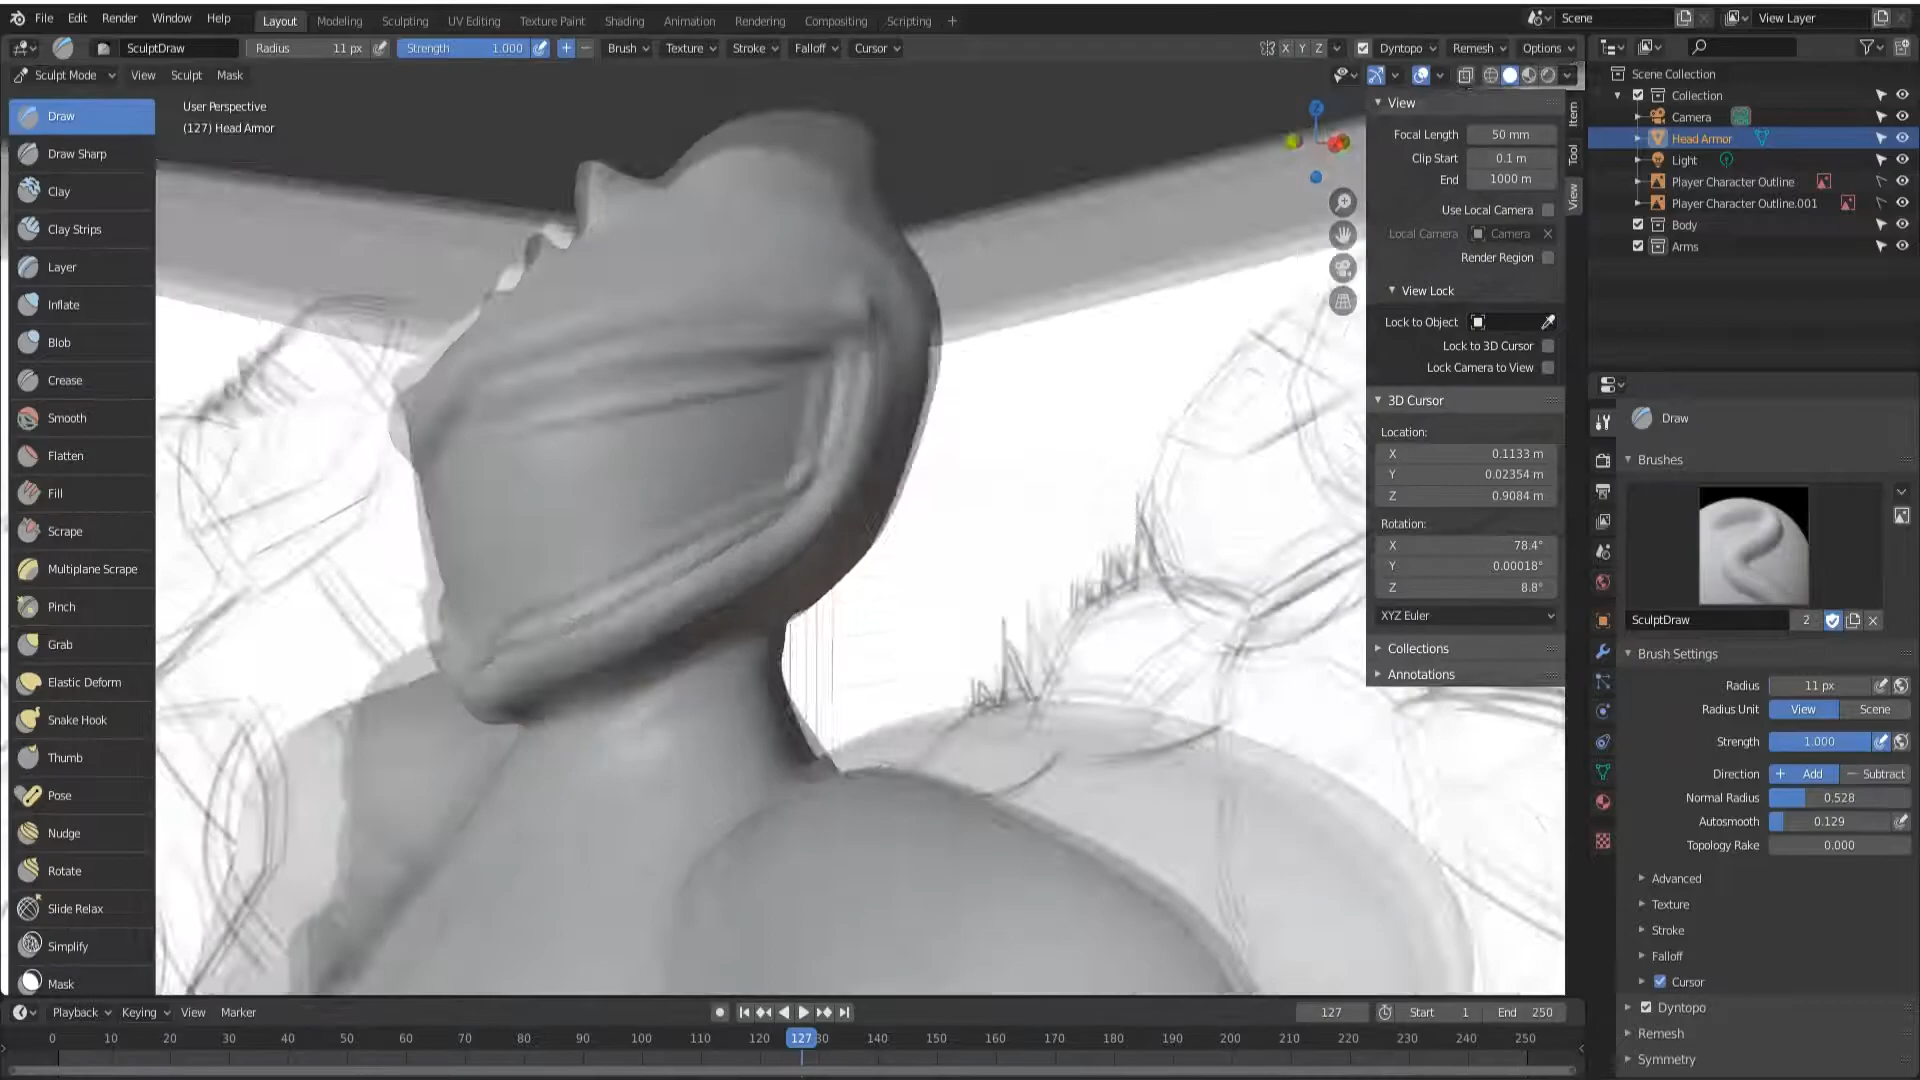 File Edit Render Window Help Layout Modeling Sculpting UV Editing Texture Paint Shading Animation Rendering Compositing Scripting + Scene View Layer
SculptDraw Radius 11 px Strength 1.000 + − Brush Texture Stroke Falloff Cursor X Y Z Dyntopo Remesh Options
Sculpt Mode View Sculpt Mask
User Perspective
(127) Head Armor
Draw
Draw Sharp
Clay
Clay Strips
Layer
Inflate
Blob
Crease
Smooth
Flatten
Fill
Scrape
Multiplane Scrape
Pinch
Grab
Elastic Deform
Snake Hook
Thumb
Pose
Nudge
Rotate
Slide Relax
Simplify
Mask
View
Focal Length 50 mm
Clip Start 0.1 m
End 1000 m
Use Local Camera
Local Camera Camera
Render Region
View Lock
Lock to Object
Lock to 3D Cursor
Lock Camera to View
3D Cursor
Location:
X 0.1133 m
Y 0.02354 m
Z 0.9084 m
Rotation:
X 78.4°
Y 0.00018°
Z 8.8°
XYZ Euler
Collections
Annotations
Item
Tool
View
Scene Collection
Collection
Camera
Head Armor
Light
Player Character Outline
Player Character Outline.001
Body
Arms
Draw
Brushes
SculptDraw 2
Brush Settings
Radius 11 px
Radius Unit View Scene
Strength 1.000
Direction + Add − Subtract
Normal Radius 0.528
Autosmooth 0.129
Topology Rake 0.000
Advanced
Texture
Stroke
Falloff
Cursor
Dyntopo
Remesh
Symmetry
Playback Keying View Marker 127 Start 1 End 250
0 10 20 30 40 50 60 70 80 90 100 110 120 127 30 140 150 160 170 180 190 200 210 220 230 240 250